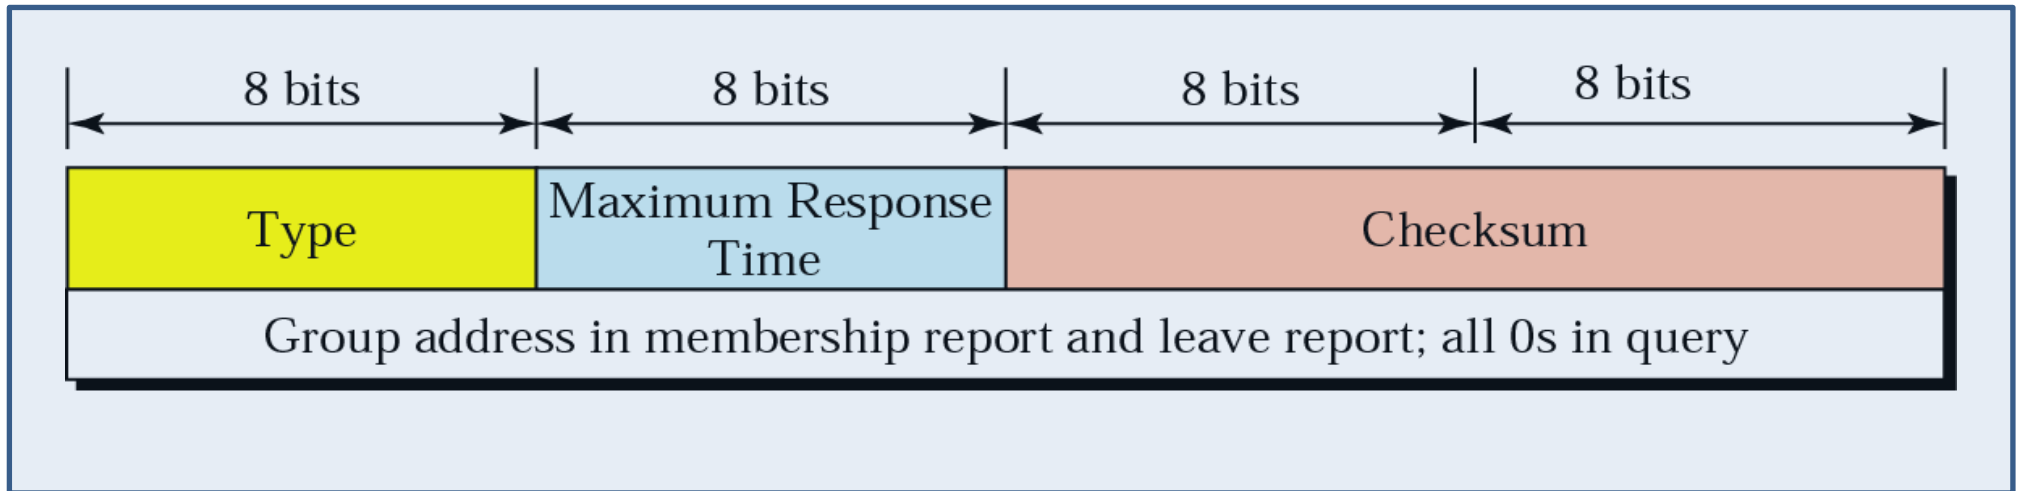 8 bits 8 bits 8 bits 8 bits
Type
Maximum Response
Time
Checksum
Group address in membership report and leave report; all 0s in query